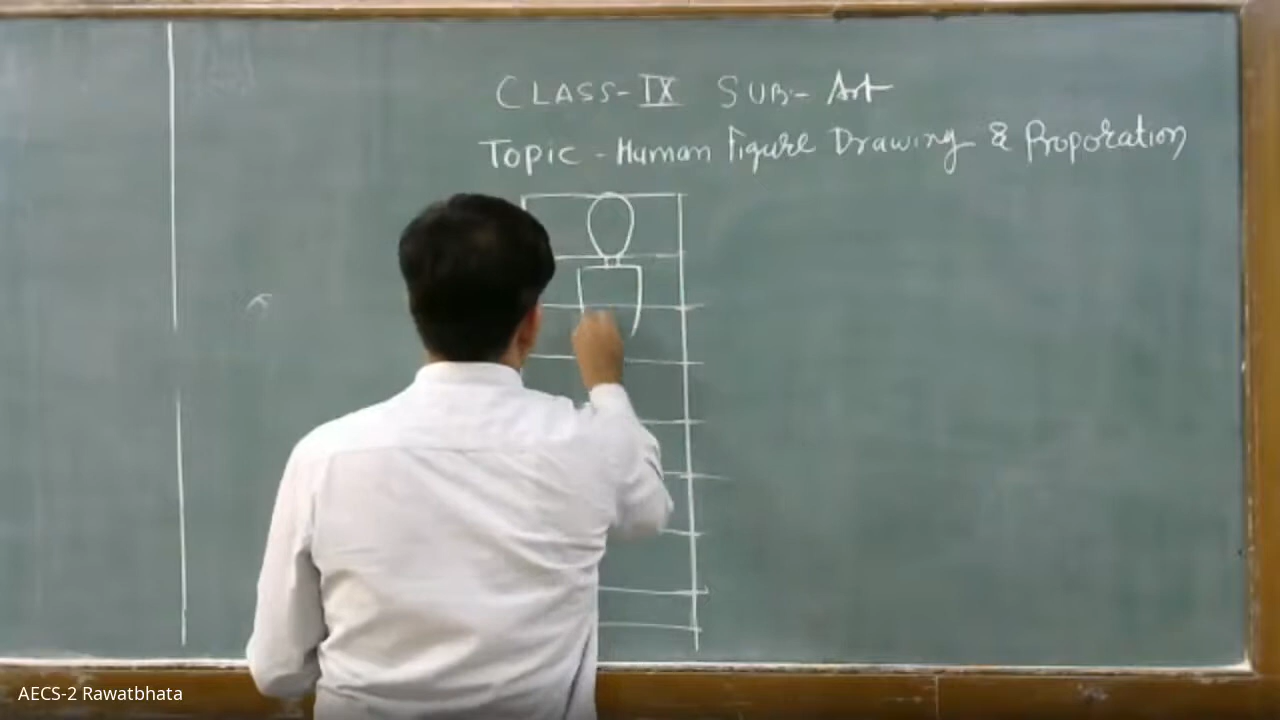 CLASS-IX SUB:- Art
Topic - Human Figure Drawing & Proporation
AECS-2 Rawatbhata